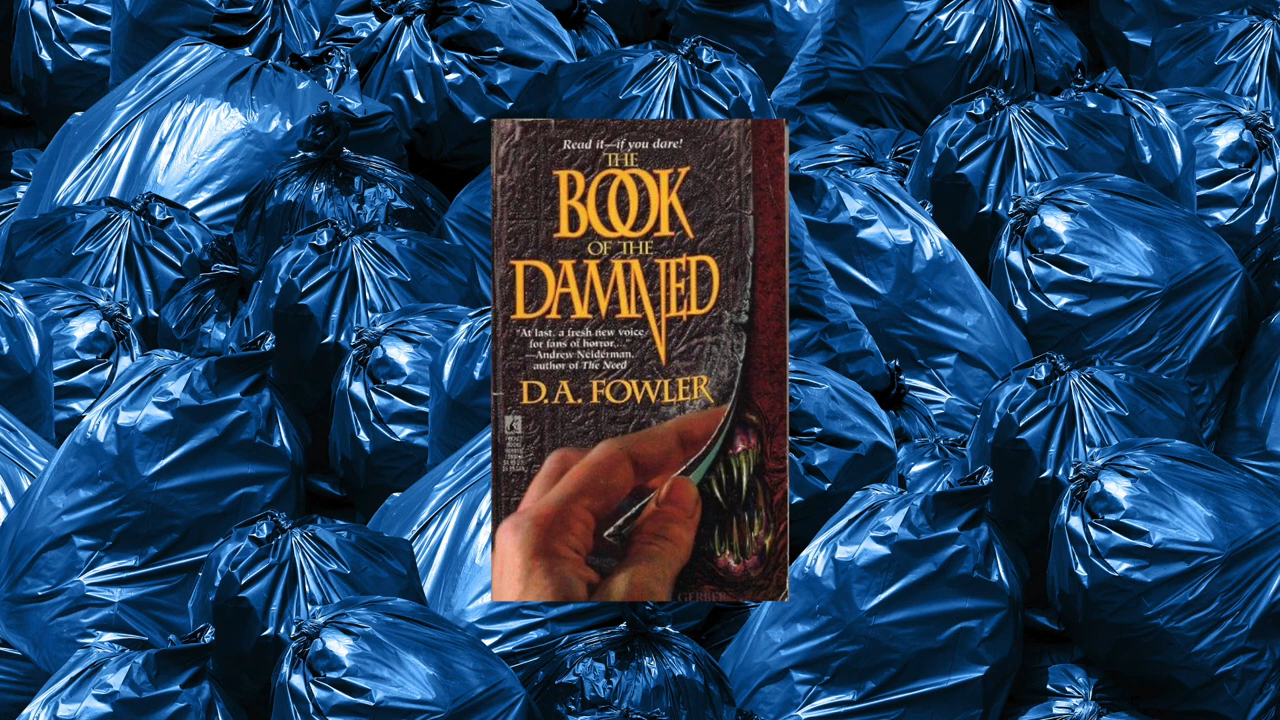 Read it—if you dare!
THE
BOOK
OF THE
DAMNED
"At last, a fresh new voice
for fans of horror..."
—Andrew Neiderman,
author of The Need
D.A. FOWLER
GERBER